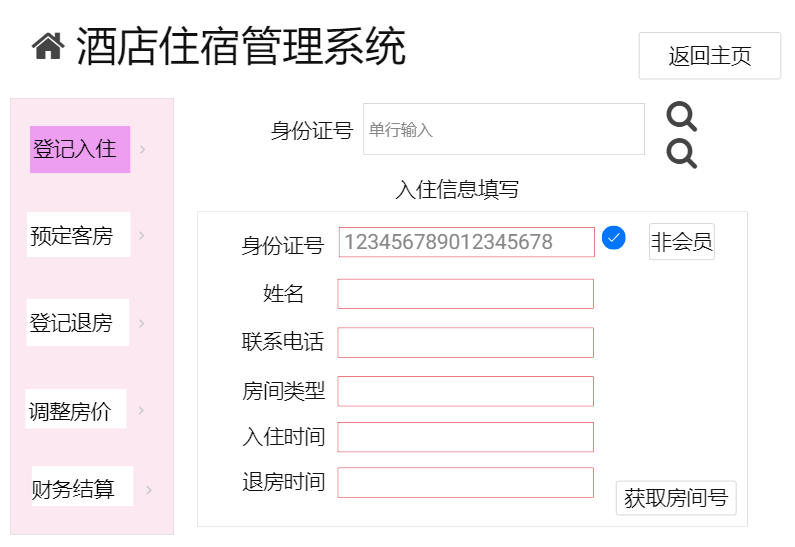 酒店住宿管理系统
返回主页
登记入住
预定客房
登记退房
调整房价
财务结算
身份证号 单行输入
入住信息填写
身份证号 123456789012345678 非会员
姓名
联系电话
房间类型
入住时间
退房时间
获取房间号